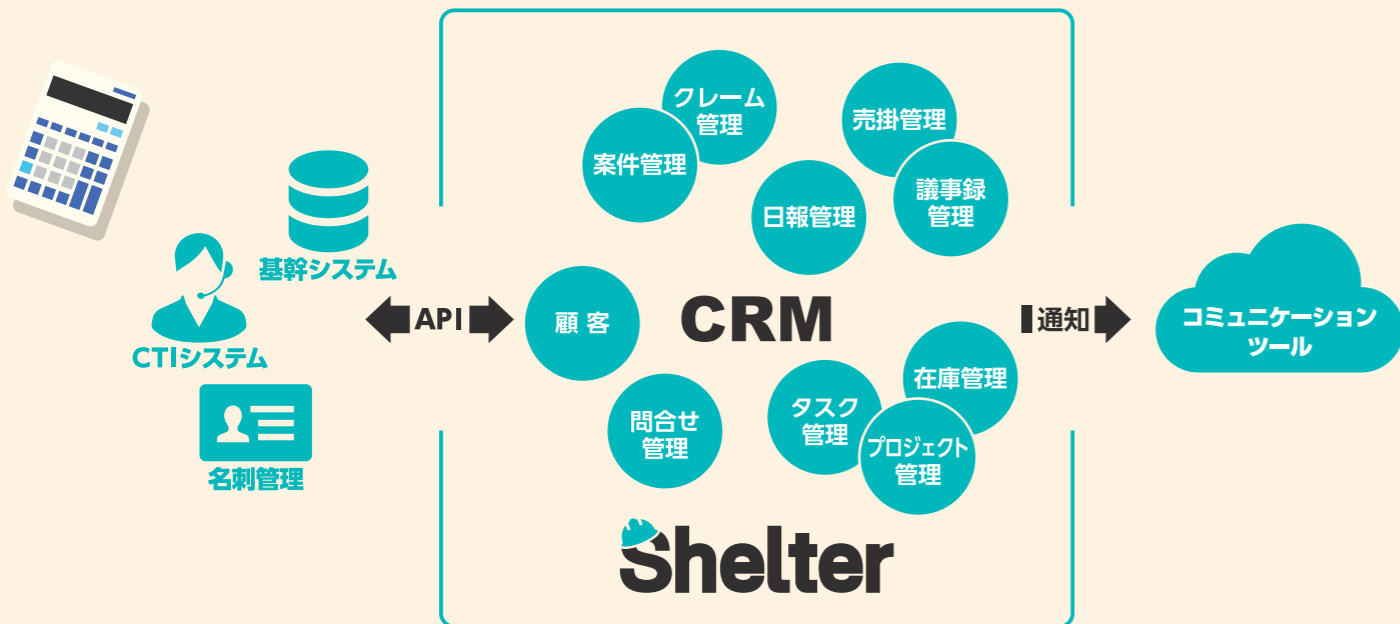 基幹システム
CTIシステム
名刺管理
API
クレーム
管理
案件管理
売掛管理
議事録
管理
日報管理
顧 客
CRM
問合せ
管理
タスク
管理
在庫管理
プロジェクト
管理
Shelter
通知
コミュニケーション
ツール